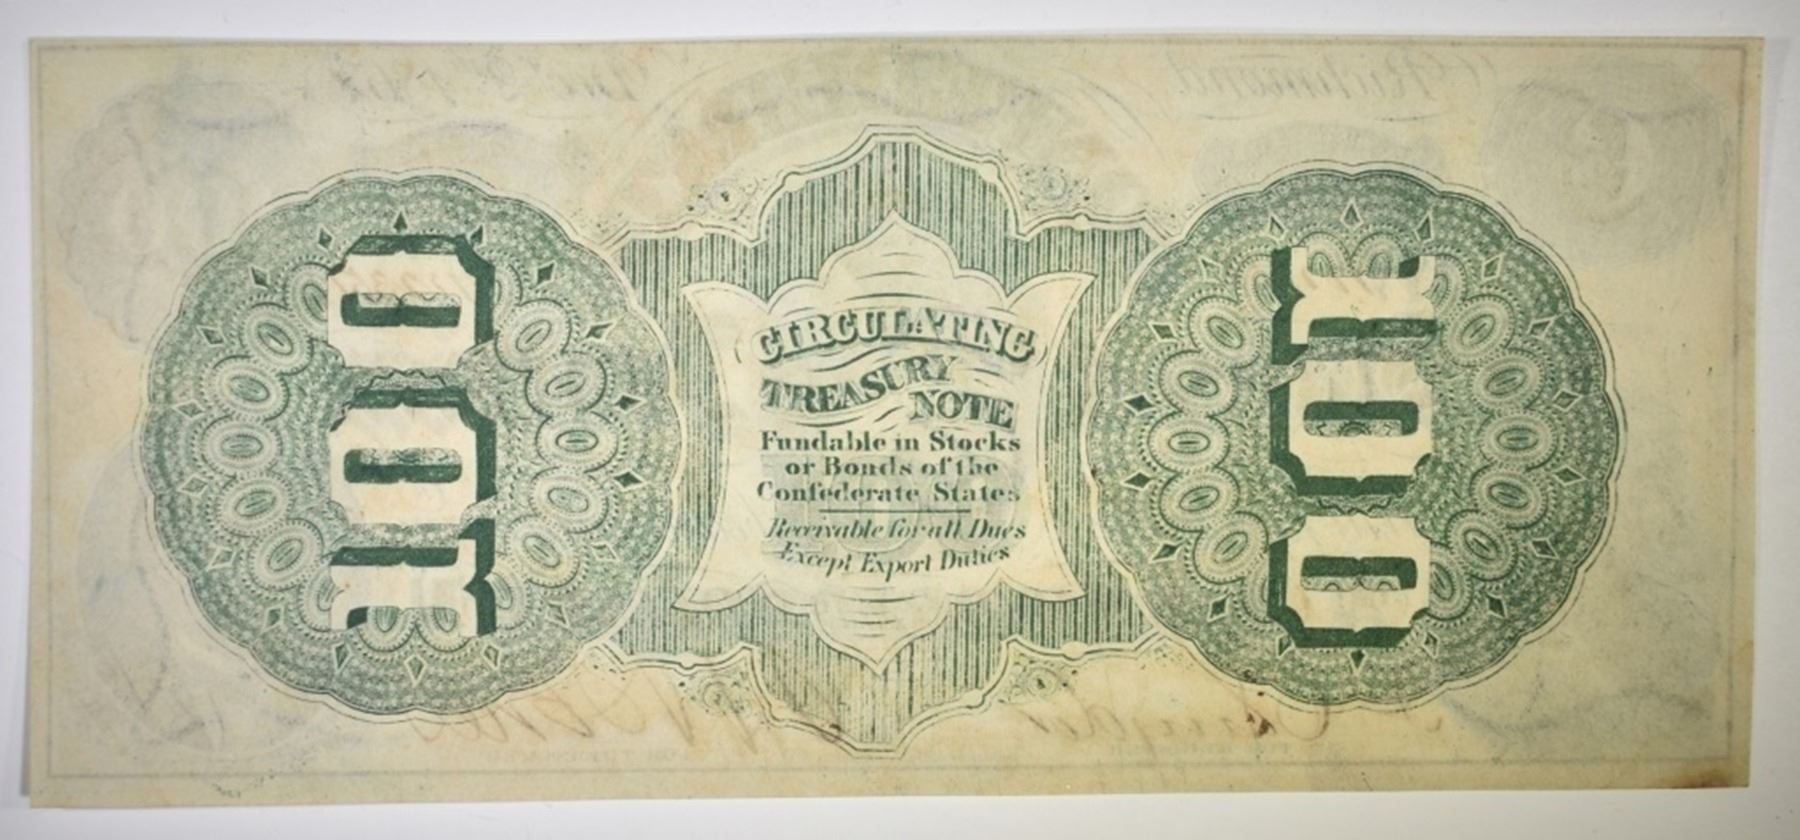 100
CIRCULATING
TREASURY
NOTE
Fundable in Stocks
or Bonds of the
Confederate States
Receivable for all Dues
Except Export Duties
100